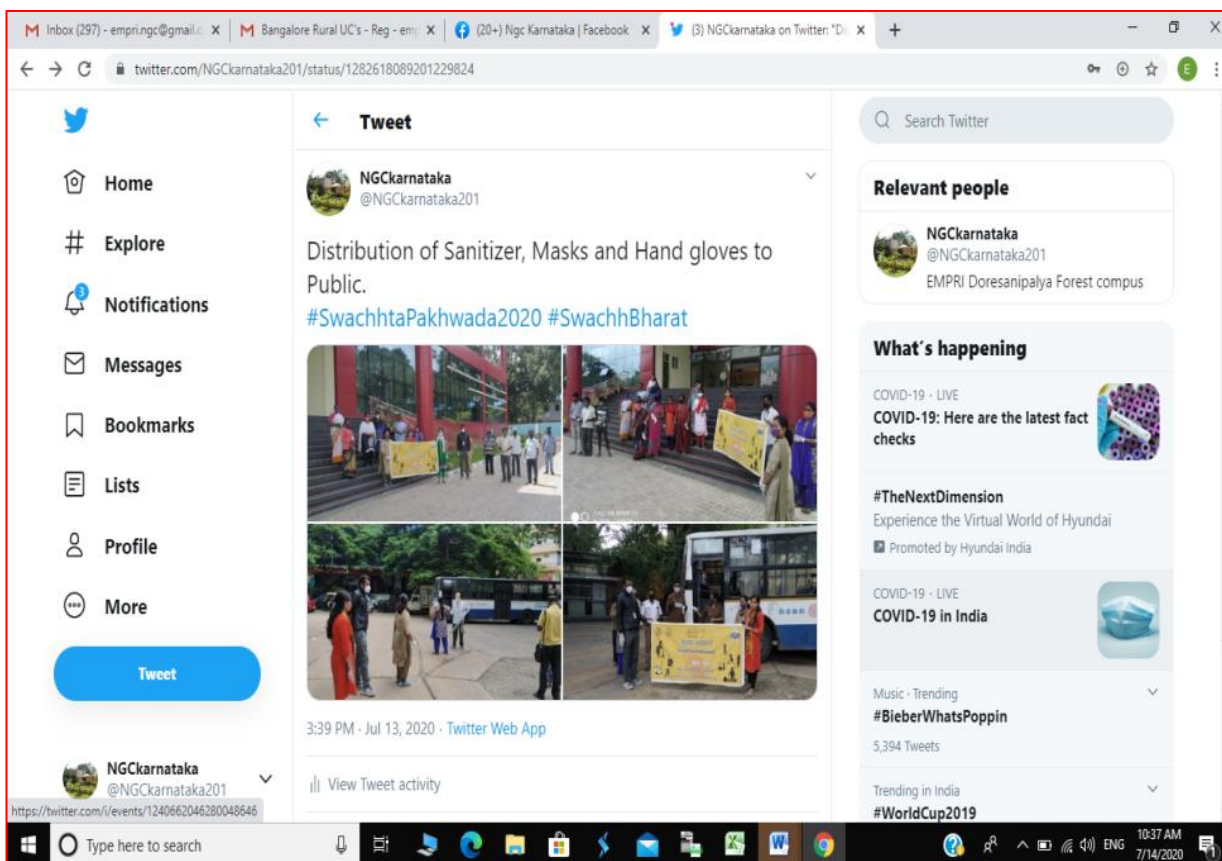 Inbox (297) - empri.ngc@gmail.c
Bangalore Rural UC's - Reg - em
(20+) Ngc Karnataka | Facebook
(3) NGCkarnataka on Twitter: "Di
twitter.com/NGCkarnataka201/status/1282618089201229824
E
Tweet
Search Twitter
Home
Explore
3
Notifications
Messages
Bookmarks
Lists
Profile
More
Tweet
NGCkarnataka
@NGCkarnataka201
NGCkarnataka
@NGCkarnataka201
Distribution of Sanitizer, Masks and Hand gloves to
Public.
#SwachhtaPakhwada2020 #SwachhBharat
3:39 PM · Jul 13, 2020 · Twitter Web App
View Tweet activity
Relevant people
NGCkarnataka
@NGCkarnataka201
EMPRI Doresanipalya Forest compus
What's happening
COVID-19 · LIVE
COVID-19: Here are the latest fact
checks
#TheNextDimension
Experience the Virtual World of Hyundai
Promoted by Hyundai India
COVID-19 · LIVE
COVID-19 in India
Music · Trending
#BieberWhatsPoppin
5,394 Tweets
Trending in India
#WorldCup2019
https://twitter.com/i/events/1240662046280048646
Type here to search
ENG
10:37 AM
7/14/2020